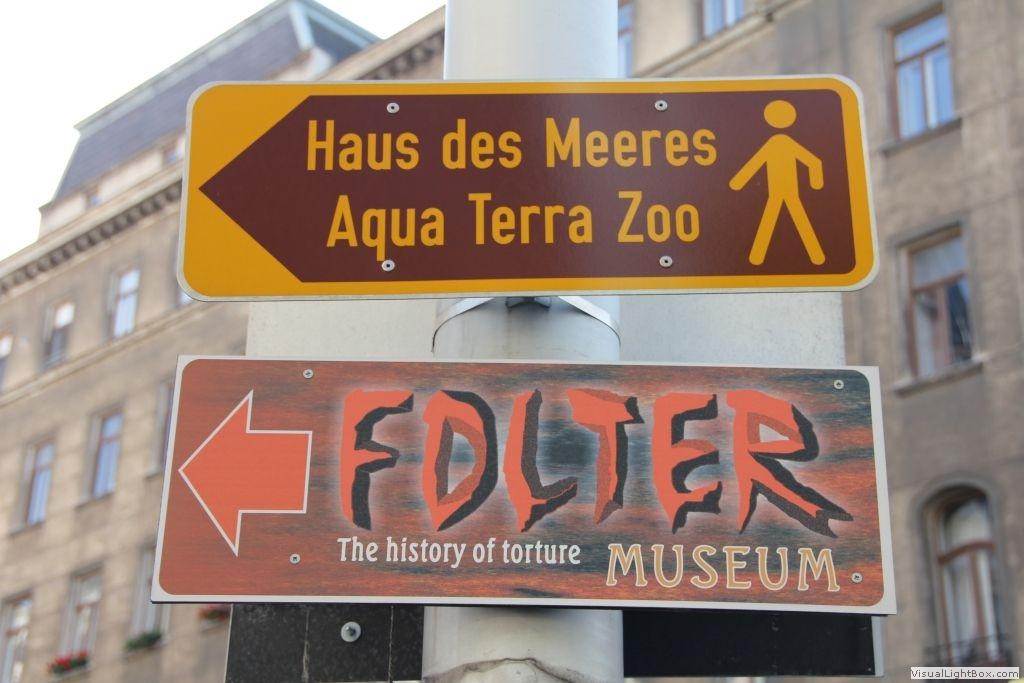 Haus des Meeres
Aqua Terra Zoo
FOLTER
The history of torture
MUSEUM
VisualLightBox.com